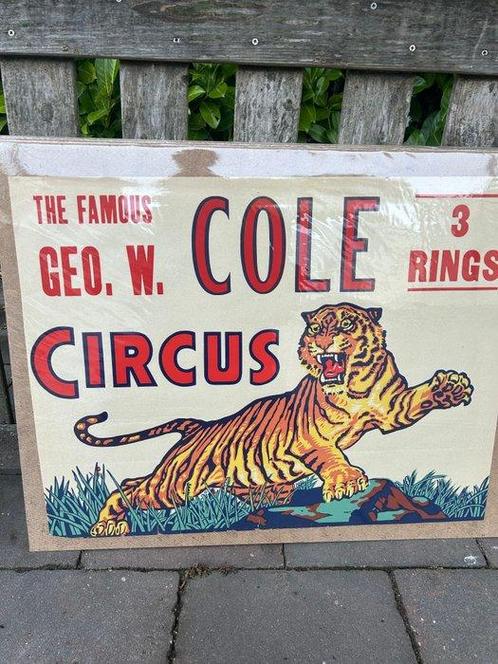 THE FAMOUS
GEO. W. COLE
CIRCUS
3
RINGS